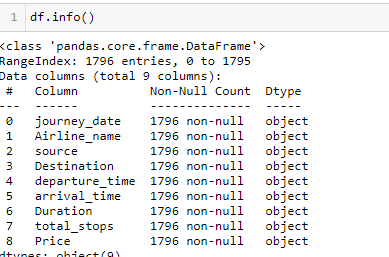 1 df.info()
<class 'pandas.core.frame.DataFrame'>
RangeIndex: 1796 entries, 0 to 1795
Data columns (total 9 columns):
 #   Column          Non-Null Count  Dtype
---  ------          --------------  -----
 0   journey_date    1796 non-null   object
 1   Airline_name    1796 non-null   object
 2   source          1796 non-null   object
 3   Destination     1796 non-null   object
 4   departure_time  1796 non-null   object
 5   arrival_time    1796 non-null   object
 6   Duration        1796 non-null   object
 7   total_stops     1796 non-null   object
 8   Price           1796 non-null   object
dtypes: object(9)